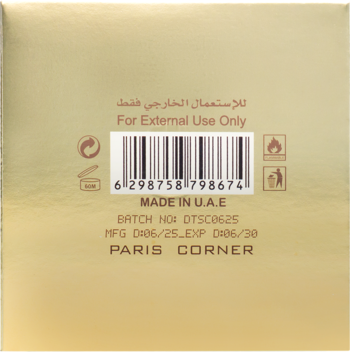 للإستعمال الخارجي فقط
For External Use Only
60M
6 298758 798674
MADE IN U.A.E
BATCH NO: DTSC0625
MFG D:06/25_EXP D:06/30
PARIS CORNER